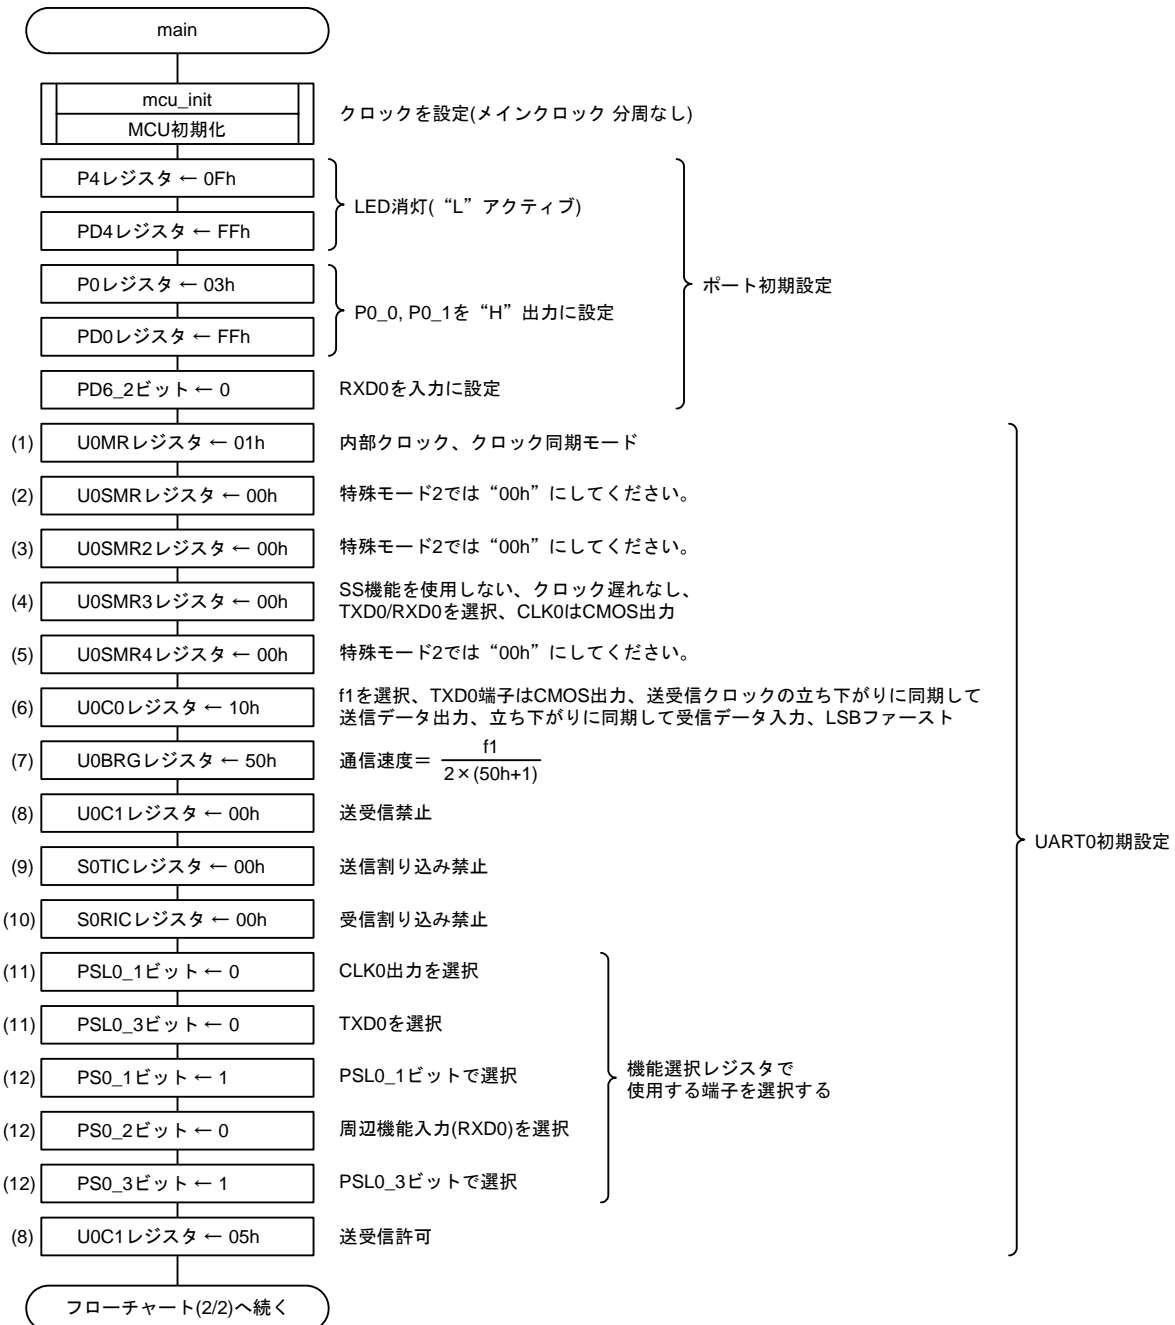 main
mcu_init
MCU初期化
クロックを設定(メインクロック 分周なし)
P4レジスタ ← 0Fh
PD4レジスタ ← FFh
LED消灗(“L”アクティブ)
P0レジスタ ← 03h
PD0レジスタ ← FFh
P0_0, P0_1を“H”出力に設定
PD6_2ビット ← 0
RXD0を入力に設定
ポート初期設定
(1)
U0MRレジスタ ← 01h
内部クロック、クロック同期モード
(2)
U0SMRレジスタ ← 00h
特殊モード2では“00h”にしてください。
(3)
U0SMR2レジスタ ← 00h
特殊モード2では“00h”にしてください。
(4)
U0SMR3レジスタ ← 00h
SS機能を使用しない、クロック遅れなし、
TXD0/RXD0を選択、CLK0はCMOS出力
(5)
U0SMR4レジスタ ← 00h
特殊モード2では“00h”にしてください。
(6)
U0C0レジスタ ← 10h
f1を選択、TXD0端子はCMOS出力、送受信クロックの立ち下がりに同期して
送信データ出力、立ち下がりに同期して受信データ入力、LSBファースト
(7)
U0BRGレジスタ ← 50h
通信速度＝
f1
2×(50h+1)
(8)
U0C1レジスタ ← 00h
送受信禁止
(9)
S0TICレジスタ ← 00h
送信割り込み禁止
(10)
S0RICレジスタ ← 00h
受信割り込み禁止
(11)
PSL0_1ビット ← 0
CLK0出力を選択
(11)
PSL0_3ビット ← 0
TXD0を選択
(12)
PS0_1ビット ← 1
PSL0_1ビットで選択
(12)
PS0_2ビット ← 0
周辺機能入力(RXD0)を選択
(12)
PS0_3ビット ← 1
PSL0_3ビットで選択
機能選択レジスタで
使用する端子を選択する
(8)
U0C1レジスタ ← 05h
送受信許可
UART0初期設定
フローチャート(2/2)へ続く